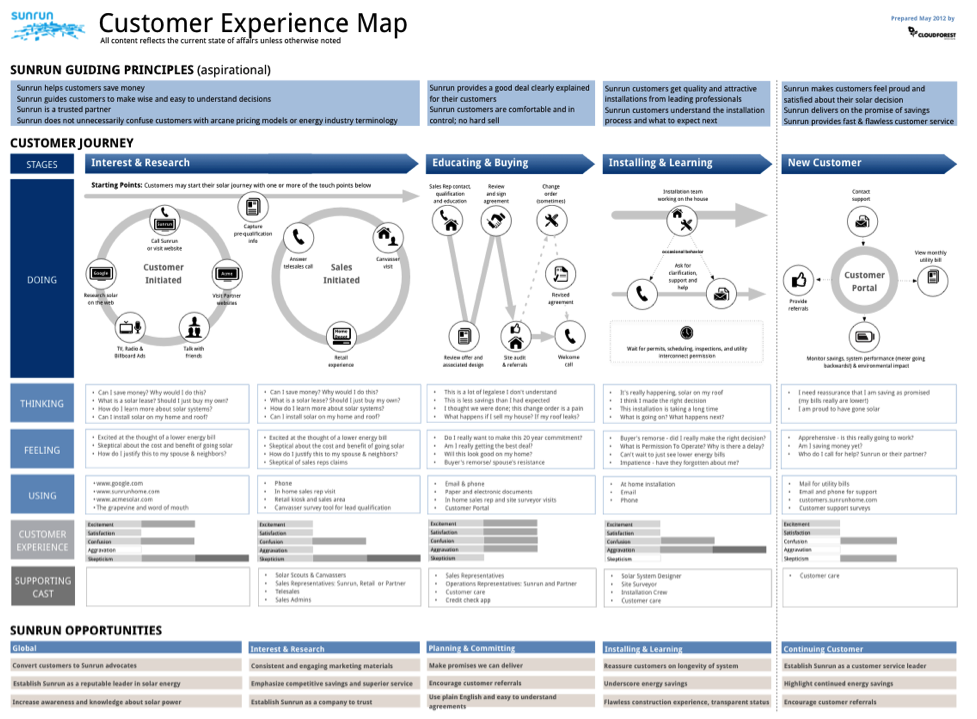 sunrun
Customer Experience Map
All content reflects the current state of affairs unless otherwise noted
Prepared May 2012 by
CLOUDFOREST
SUNRUN GUIDING PRINCIPLES (aspirational)
Sunrun helps customers save money
Sunrun guides customers to make wise and easy to understand decisions
Sunrun is a trusted partner
Sunrun does not unnecessarily confuse customers with arcane pricing models or energy industry terminology
Sunrun provides a good deal clearly explained
for their customers
Sunrun customers are comfortable and in
control; no hard sell
Sunrun customers get quality and attractive
installations from leading professionals
Sunrun customers understand the installation
process and what to expect next
Sunrun makes customers feel proud and
satisfied about their solar decision
Sunrun delivers on the promise of savings
Sunrun provides fast & flawless customer service
CUSTOMER JOURNEY
STAGES
Interest & Research
Educating & Buying
Installing & Learning
New Customer
DOING
Starting Points: Customers may start their solar journey with one or more of the touch points below
Sunrun
Call Sunrun
or visit website
Capture
pre-qualification
info
Google
Research solar
on the web
Customer
Initiated
Acme
Visit Partner
websites
TV, Radio &
Billboard Ads
Talk with
friends
Answer
telesales call
Canvasser
visit
Sales
Initiated
Home
Depot
Retail
experience
Sales Rep contact,
qualification
and education
Review
and sign
agreement
Change
order
(sometimes)
Revised
agreement
Review offer and
associated design
Site audit
& referrals
Welcome
call
Installation team
working on the house
occasional behavior
Ask for
clarification,
support and
help
Wait for permits, scheduling, inspections, and utility
interconnect permission
Contact
support
View monthly
utility bill
Customer
Portal
Provide
referrals
Monitor savings, system performance (meter going
backwards!) & environmental impact
THINKING
• Can I save money? Why would I do this?
• What is a solar lease? Should I just buy my own?
• How do I learn more about solar systems?
• Can I install solar on my home and roof?
• Can I save money? Why would I do this?
• What is a solar lease? Should I just buy my own?
• How do I learn more about solar systems?
• Can I install solar on my home and roof?
• This is a lot of legalese I don't understand
• This is less savings than I had expected
• I thought we were done; this change order is a pain
• What happens if I sell my house? If my roof leaks?
• It's really happening, solar on my roof
• I think I made the right decision
• This installation is taking a long time
• What is going on? What happens next?
• I need reassurance that I am saving as promised
(my bills really are lower!)
• I am proud to have gone solar
FEELING
• Excited at the thought of a lower energy bill
• Skeptical about the cost and benefit of going solar
• How do I justify this to my spouse & neighbors?
• Excited at the thought of a lower energy bill
• Skeptical about the cost and benefit of going solar
• How do I justify this to my spouse & neighbors?
• Skeptical of sales reps claims
• Do I really want to make this 20 year commitment?
• Am I really getting the best deal?
• Will this look good on my home?
• Buyer's remorse/ spouse's resistance
• Buyer's remorse - did I really make the right decision?
• What is Permission To Operate? Why is there a delay?
• Can't wait to just see lower energy bills
• Impatience - have they forgotten about me?
• Apprehensive - is this really going to work?
• Am I saving money yet?
• Who do I call for help? Sunrun or their partner?
USING
•www.google.com
•www.sunrunhome.com
•www.acmesolar.com
•The grapevine and word of mouth
• Phone
• In home sales rep visit
• Retail kiosk and sales area
• Canvasser survey tool for lead qualification
• Email & phone
• Paper and electronic documents
• In home sales rep and site surveyor visits
• Customer Portal
• At home installation
• Email
• Phone
• Mail for utility bills
• Email and phone for support
• customers.sunrunhome.com
• Customer support surveys
CUSTOMER
EXPERIENCE
Excitement
Satisfaction
Confusion
Aggravation
Skepticism
Excitement
Satisfaction
Confusion
Aggravation
Skepticism
Excitement
Satisfaction
Confusion
Aggravation
Skepticism
Excitement
Satisfaction
Confusion
Aggravation
Skepticism
Excitement
Satisfaction
Confusion
Aggravation
Skepticism
SUPPORTING
CAST
• Solar Scouts & Canvassers
• Sales Representatives: Sunrun, Retail or Partner
• Telesales
• Sales Admins
• Sales Representatives
• Operations Representatives: Sunrun and Partner
• Customer care
• Credit check app
• Solar System Designer
• Site Surveyor
• Installation Crew
• Customer care
• Customer care
SUNRUN OPPORTUNITIES
Global
Interest & Research
Planning & Committing
Installing & Learning
Continuing Customer
Convert customers to Sunrun advocates
Consistent and engaging marketing materials
Make promises we can deliver
Reassure customers on longevity of system
Establish Sunrun as a customer service leader
Establish Sunrun as a reputable leader in solar energy
Emphasize competitive savings and superior service
Encourage customer referrals
Underscore energy savings
Highlight continued energy savings
Increase awareness and knowledge about solar power
Establish Sunrun as a company to trust
Use plain English and easy to understand
agreements
Flawless construction experience, transparent status
Encourage customer referrals